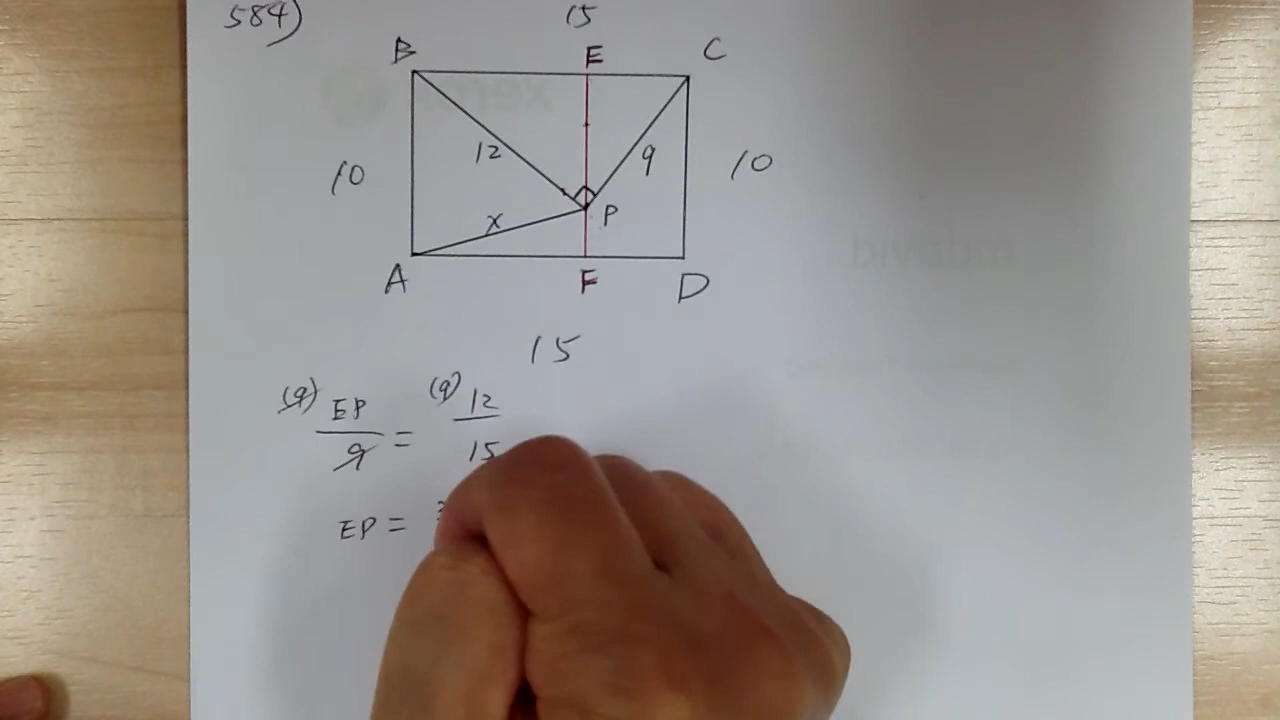 584)
15
B E C
12 9
10 10
x P
A F D
15
(9) EP/9 = (9) 12/15
EP =